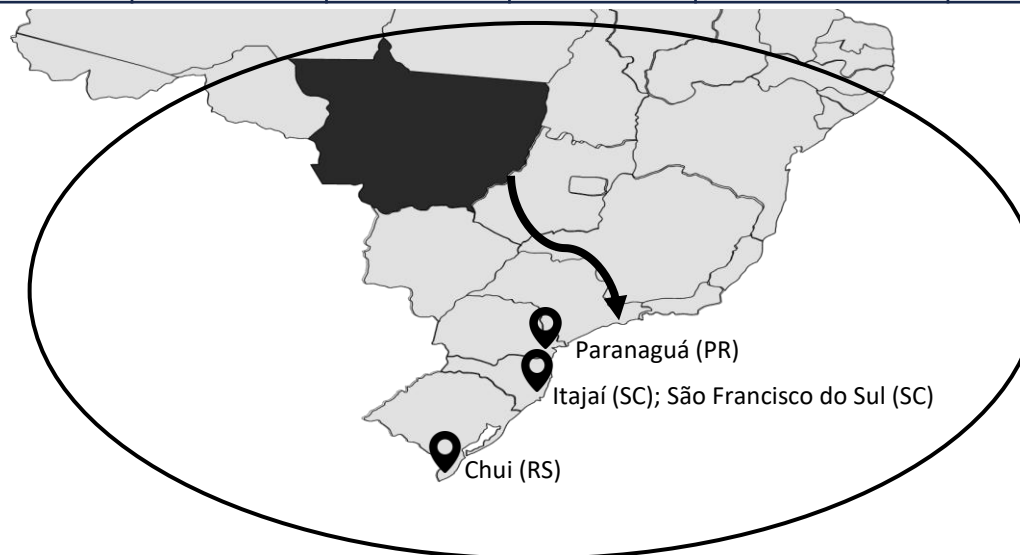 Paranaguá (PR)
Itajaí (SC); São Francisco do Sul (SC)
Chui (RS)